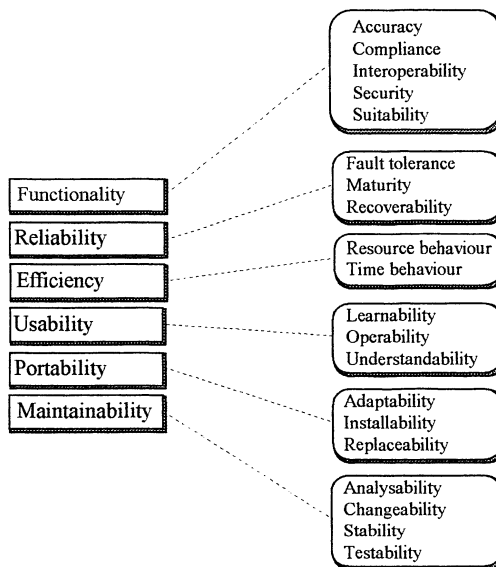 Accuracy
Compliance
Interoperability
Security
Suitability
Functionality
Reliability
Efficiency
Usability
Portability
Maintainability
Fault tolerance
Maturity
Recoverability
Resource behaviour
Time behaviour
Learnability
Operability
Understandability
Adaptability
Installability
Replaceability
Analysability
Changeability
Stability
Testability